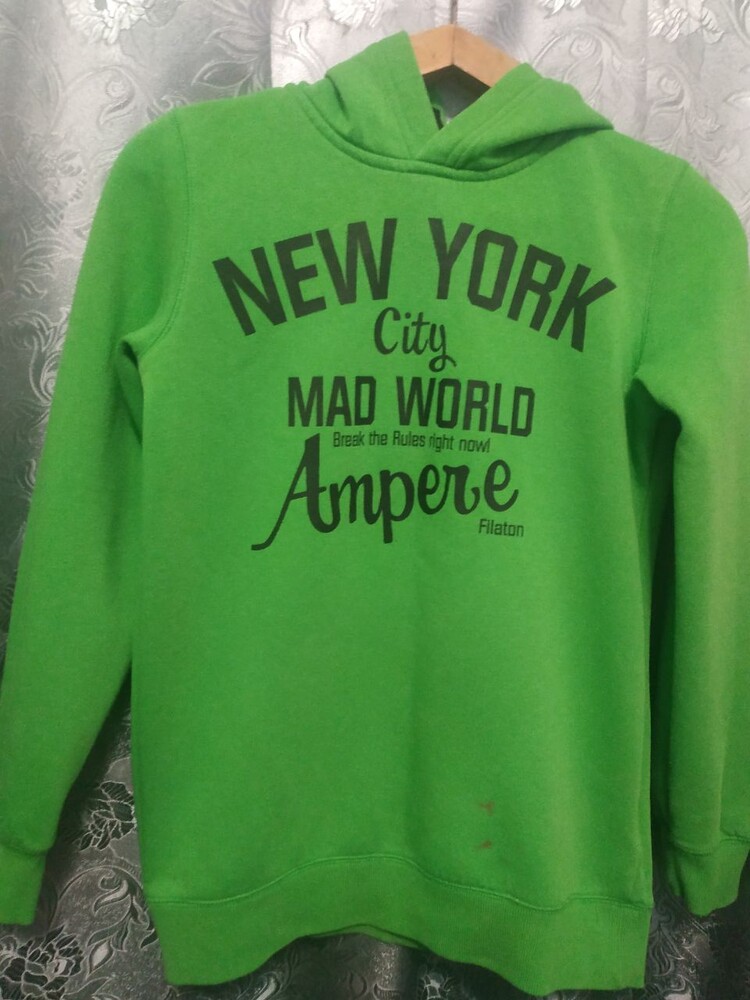 NEW YORK
City
MAD WORLD
Break the Rules right now!
Ampere
Filaton